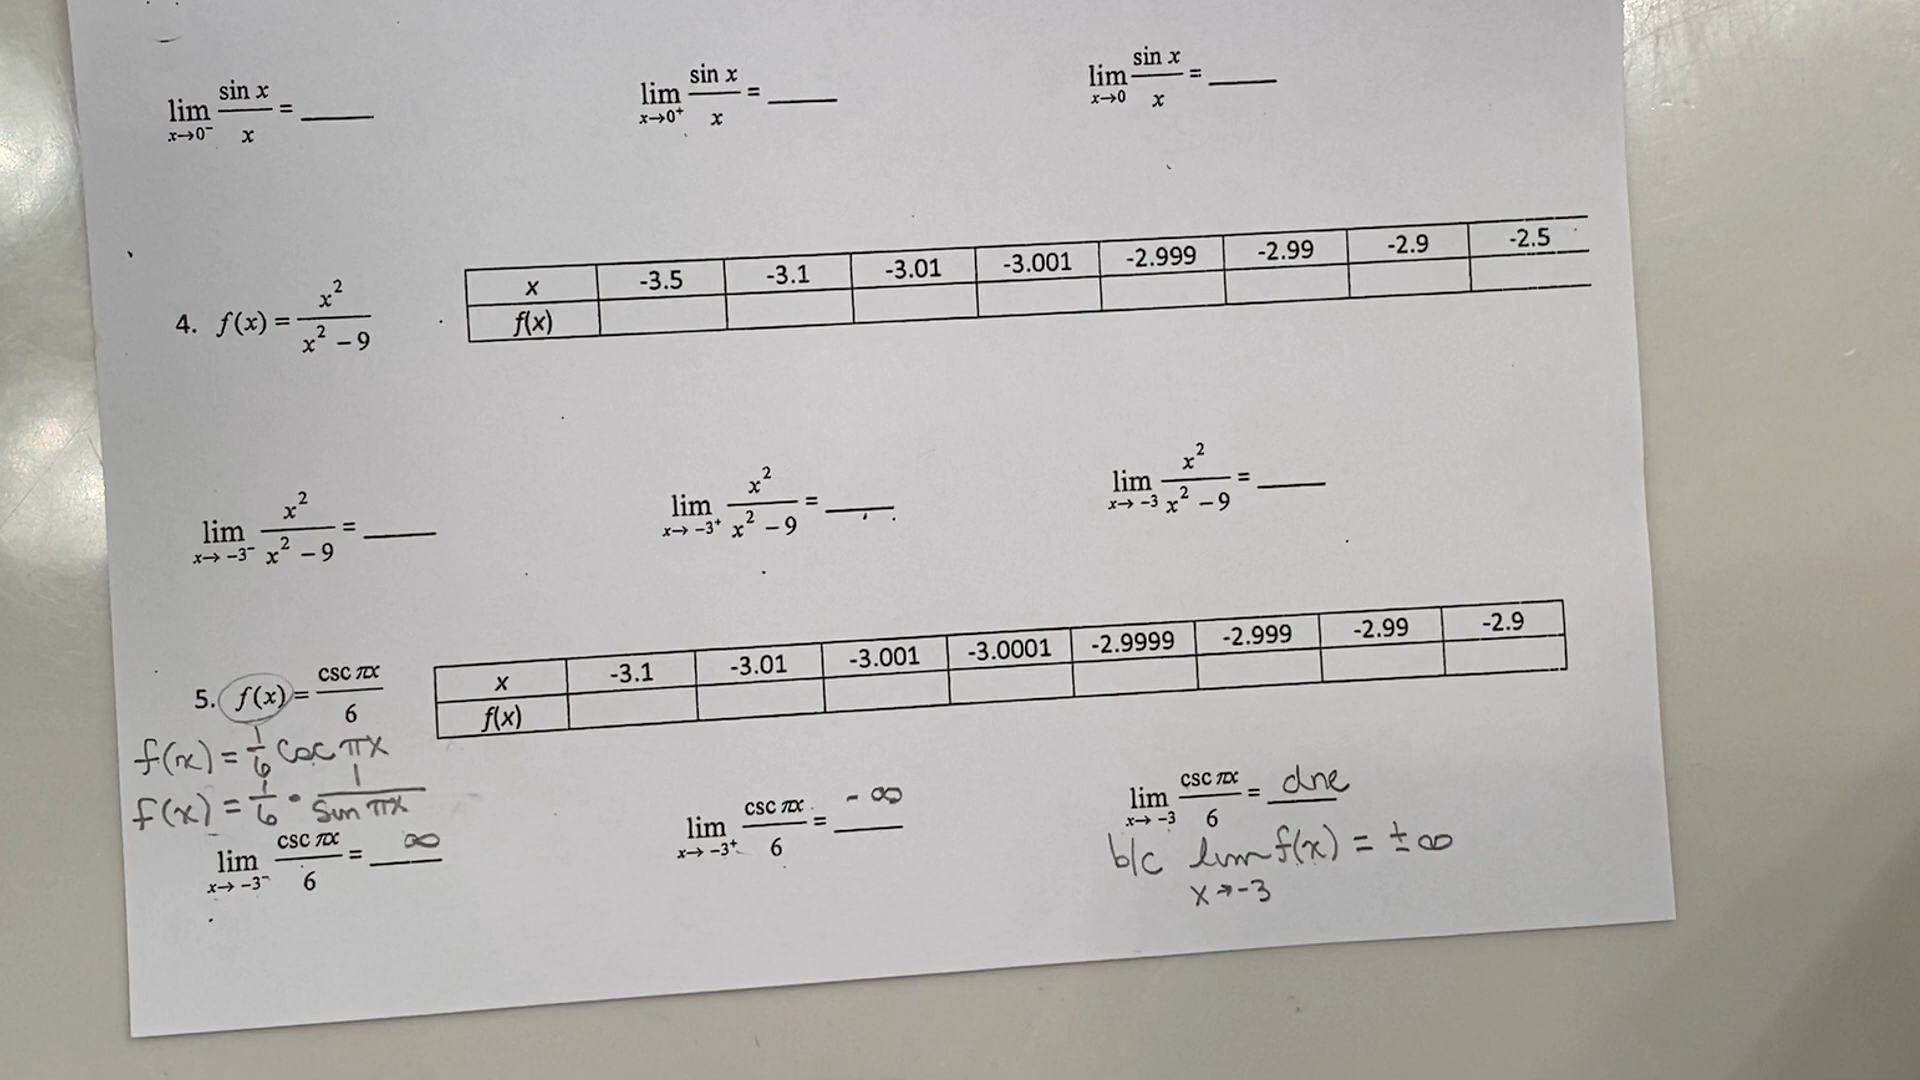 lim x→0⁻ sin x / x = ____ lim x→0⁺ sin x / x = ____ lim x→0 sin x / x = ____
4. f(x) = x² / x² − 9
x -3.5 -3.1 -3.01 -3.001 -2.999 -2.99 -2.9 -2.5
f(x)
lim x→ −3⁻ x² / x² − 9 = ____ lim x→ −3⁺ x² / x² − 9 = ____ lim x→ −3 x² / x² − 9 = ____
5. f(x) = csc πx / 6
x -3.1 -3.01 -3.001 -3.0001 -2.9999 -2.999 -2.99 -2.9
f(x)
f(x) = 1/6 csc πx
f(x) = 1/6 • 1 / sin πx
lim x→ −3⁻ csc πx / 6 = ∞ lim x→ −3⁺ csc πx / 6 = - ∞ lim x→ −3 csc πx / 6 = dne
b/c lim x→-3 f(x) = ±∞